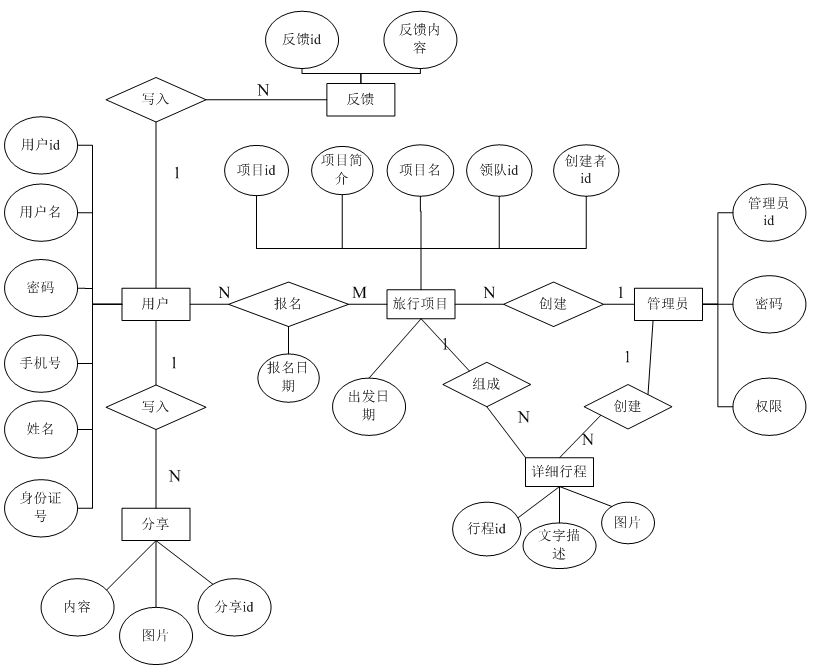 反馈id
反馈内
容
写入
N
反馈
用户id
1
项目id
项目简
介
项目名
领队id
创建者
id
用户名
管理员
id
密码
用户
N
报名
M
旅行项目
N
创建
1
管理员
密码
手机号
1
报名日
期
1
组成
1
出发日
期
写入
创建
权限
姓名
N
N
N
详细行程
身份证
号
分享
行程id
文字描
述
图片
内容
图片
分享id